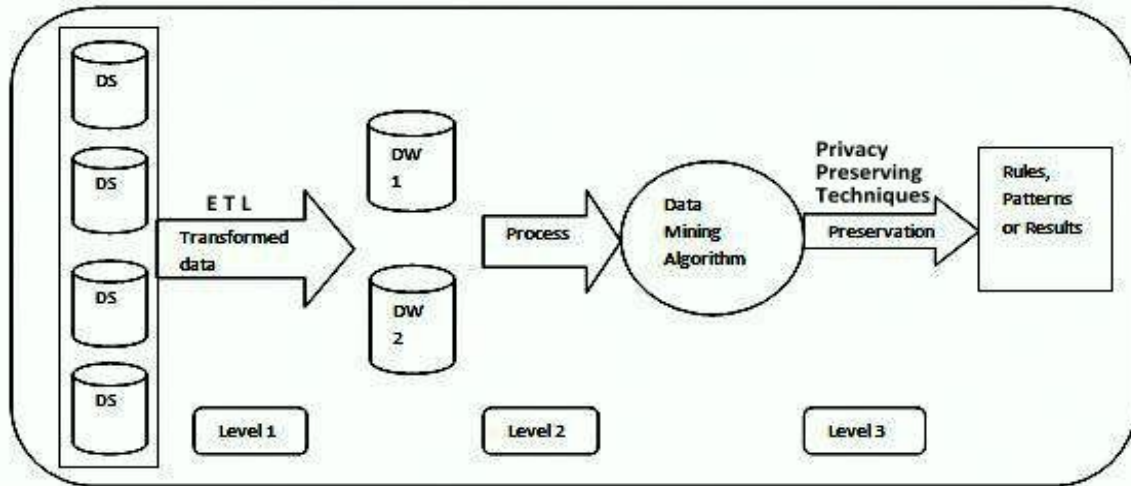 DS
DS
DS
DS
E T L
Transformed
data
DW
1
DW
2
Process
Data
Mining
Algorithm
Privacy
Preserving
Techniques
Preservation
Rules,
Patterns
or Results
Level 1
Level 2
Level 3